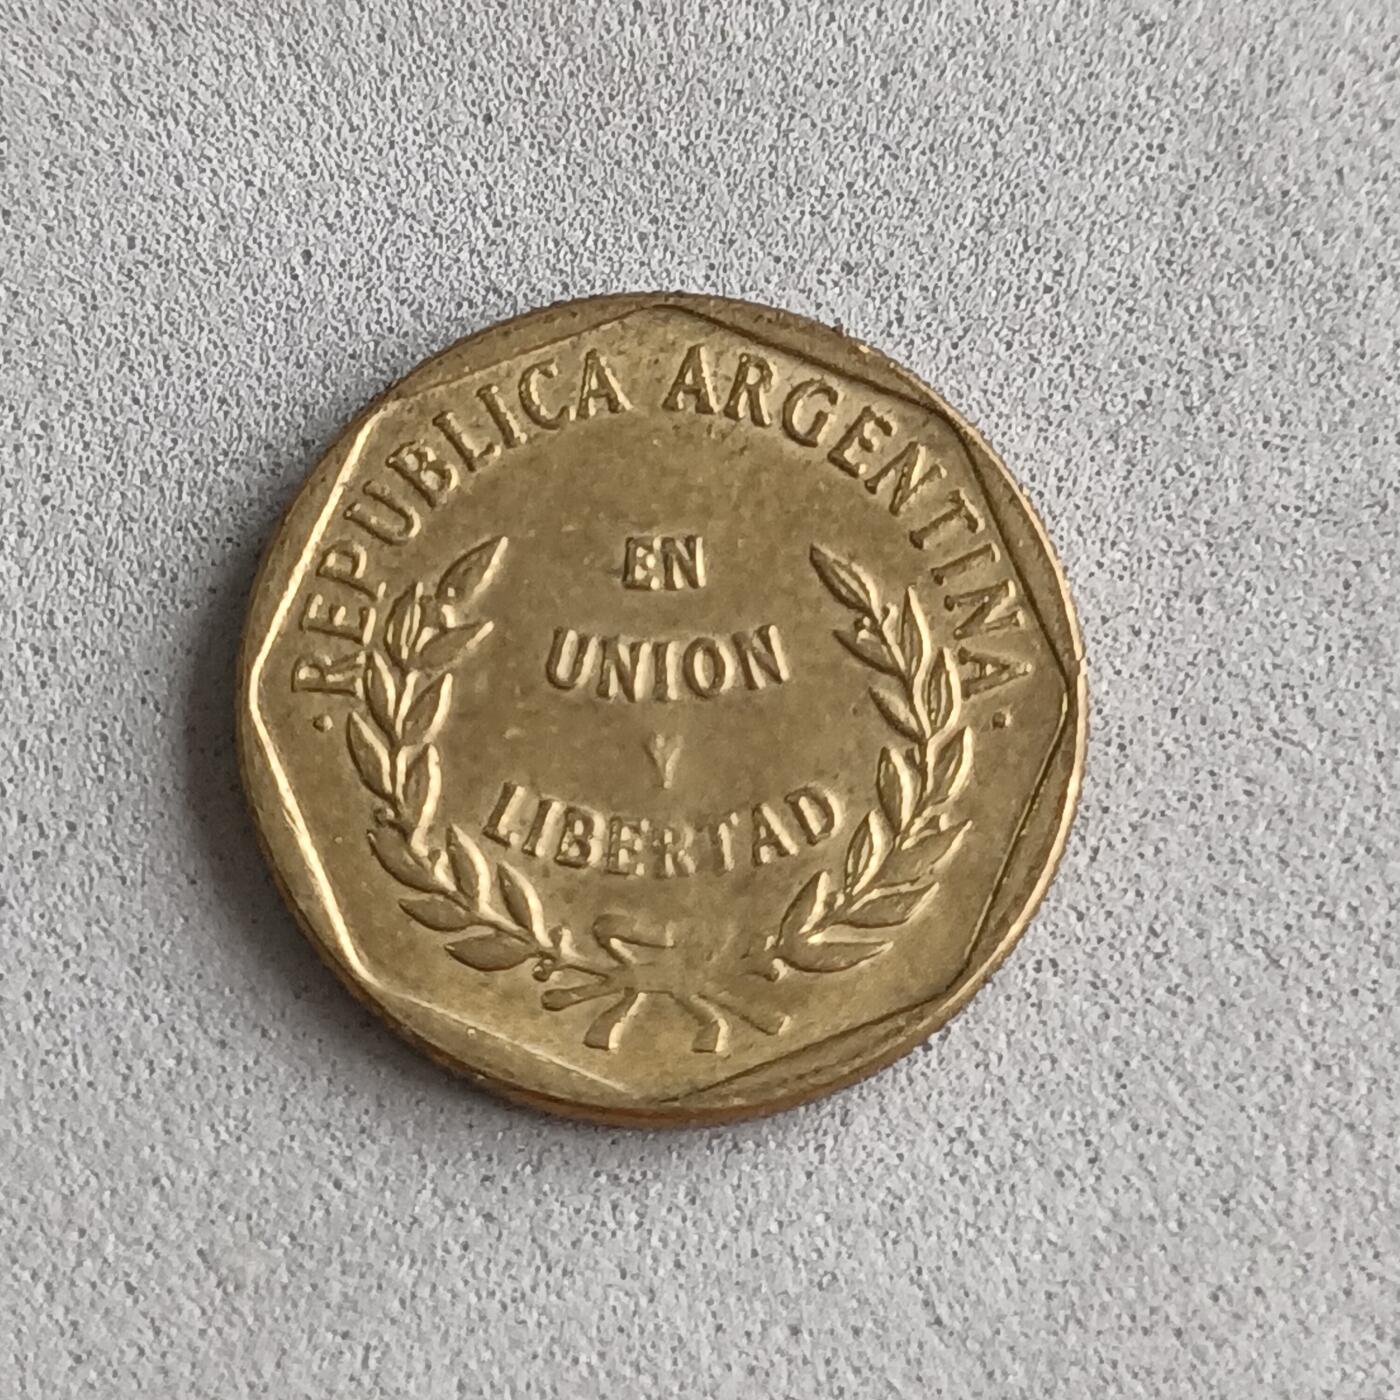 ·REPUBLICA ARGENTINA·
EN
UNION
Y
LIBERTAD